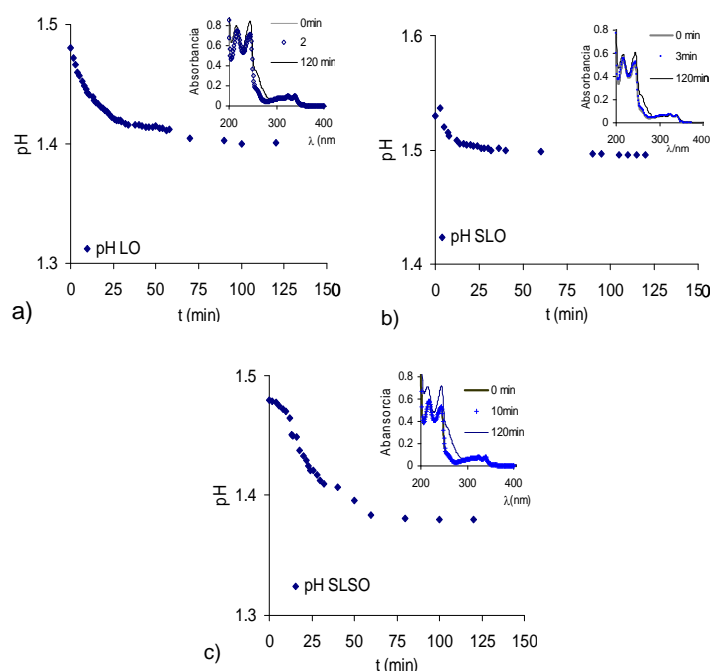 1.5
1.4
1.3
pH
0 25 50 75 100 125 150
t (min)
pH LO
a)
Absorbancia
0.8
0.6
0.4
0.2
0
200 300 400
λ (nm
0min
2
120 min
1.6
1.5
1.4
pH
0 25 50 75 100 125 150
t (min)
pH SLO
b)
Absorbancia
0.8
0.6
0.4
0.2
0
200 300 400
λ/nm
0 min
3min
120min
1.5
1.4
1.3
pH
0 25 50 75 100 125 150
t (min)
pH SLSO
c)
Abansorcia
0.8
0.6
0.4
0.2
0
200 300 400
λ(nm)
0 min
10min
120min